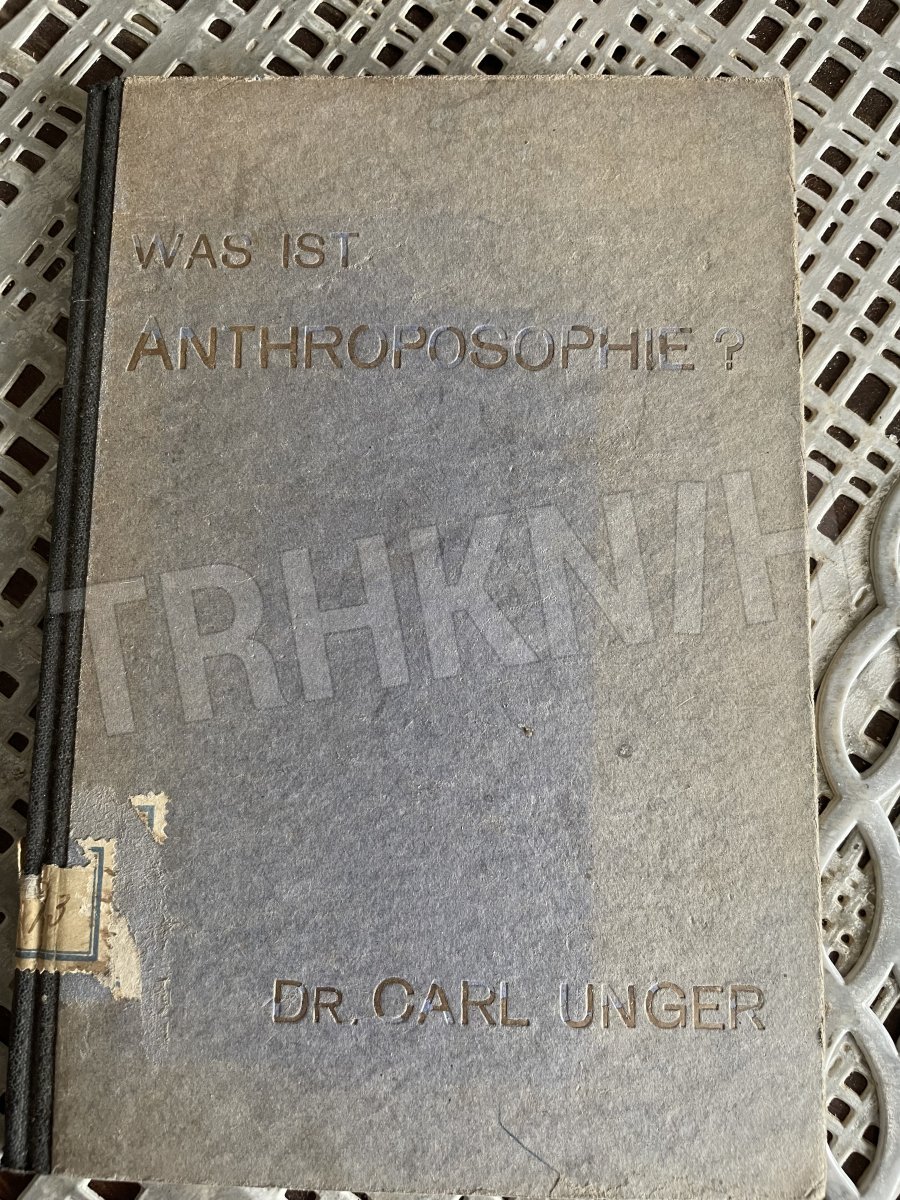 WAS IST
ANTHROPOSOPHIE?
TRHKNIH
DR. CARL UNGER